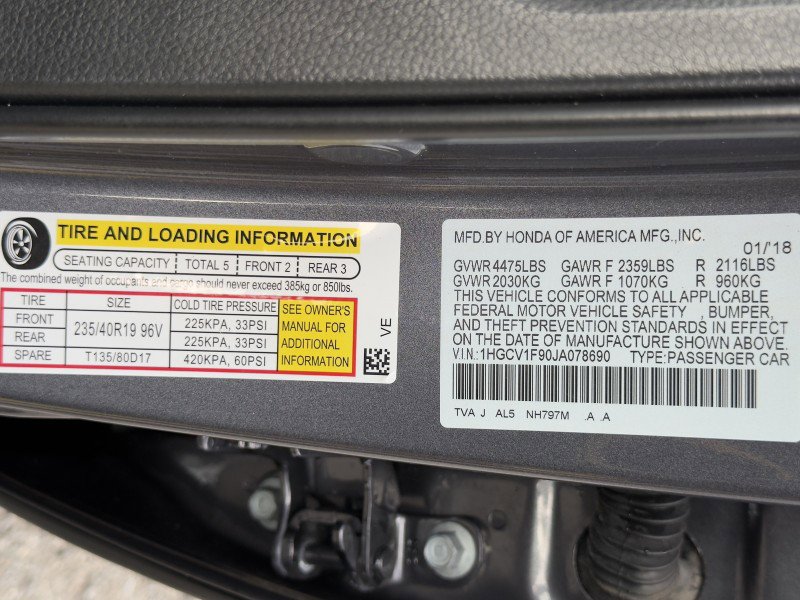 TIRE AND LOADING INFORMATION
SEATING CAPACITY TOTAL 5 FRONT 2 REAR 3
The combined weight of occupants and cargo should never exceed 385kg or 850lbs.
TIRE SIZE COLD TIRE PRESSURE
FRONT 235/40R19 96V 225KPA, 33PSI
REAR 225KPA, 33PSI
SPARE T135/80D17 420KPA, 60PSI
SEE OWNER'S
MANUAL FOR
ADDITIONAL
INFORMATION
VE
MFD.BY HONDA OF AMERICA MFG.,INC. 01/'18
GVWR 4475LBS GAWR F 2359LBS R 2116LBS
GVWR 2030KG GAWR F 1070KG R 960KG
THIS VEHICLE CONFORMS TO ALL APPLICABLE
FEDERAL MOTOR VEHICLE SAFETY , BUMPER,
AND THEFT PREVENTION STANDARDS IN EFFECT
ON THE DATE OF MANUFACTURE SHOWN ABOVE.
V.I.N: 1HGCV1F90JA078690 TYPE:PASSENGER CAR
TVA J AL5 NH797M .A .A